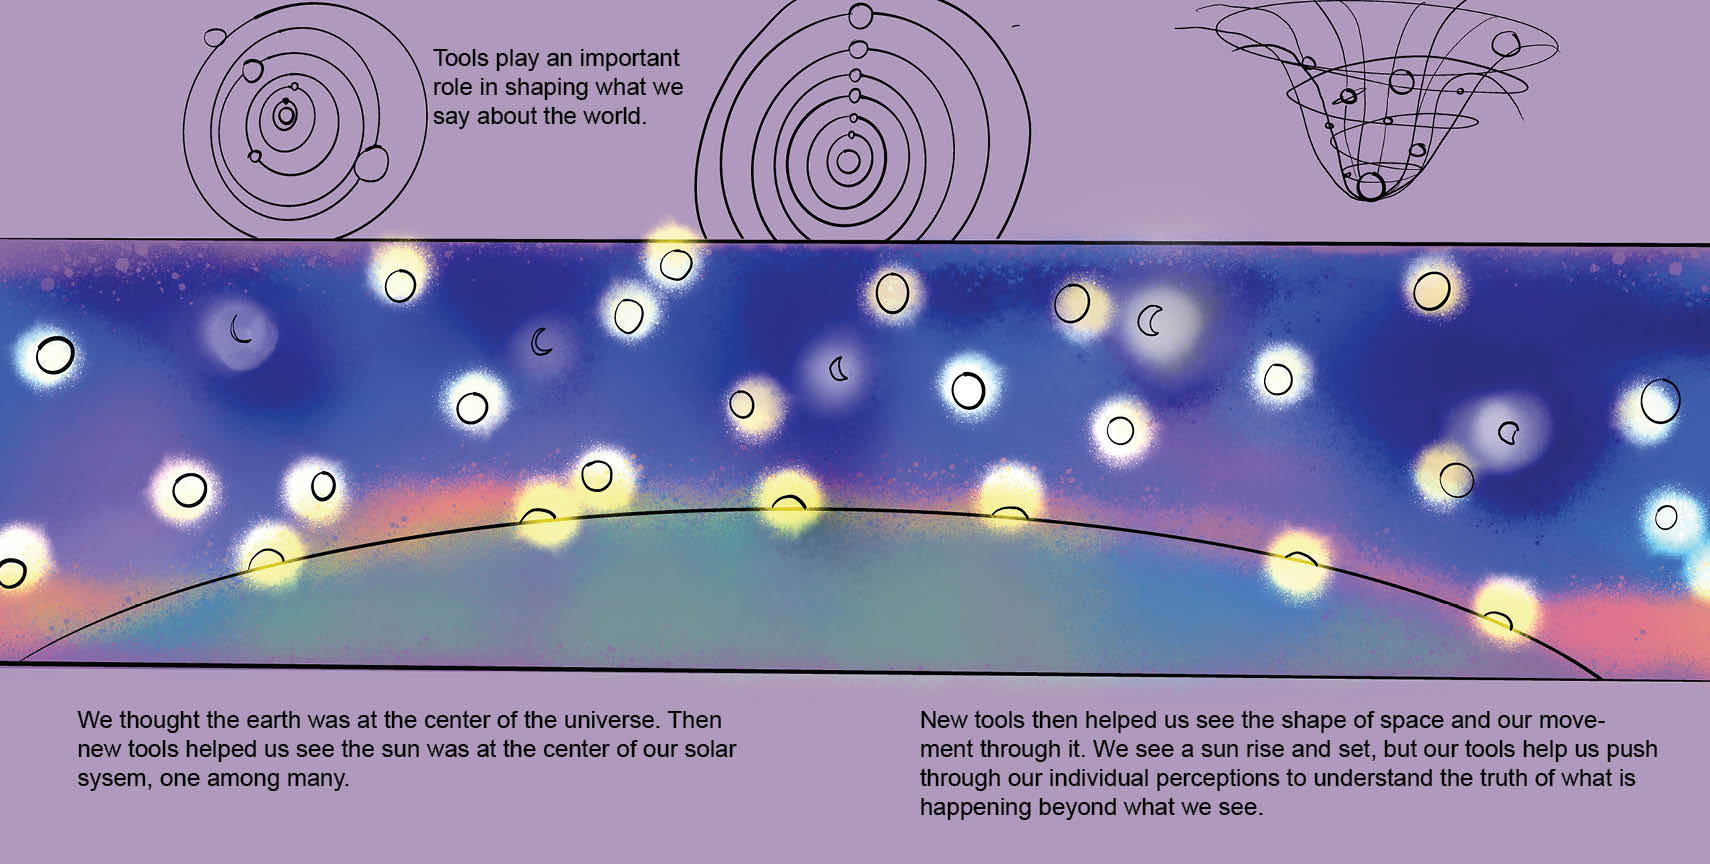 Tools play an important
role in shaping what we
say about the world.
We thought the earth was at the center of the universe. Then
new tools helped us see the sun was at the center of our solar
sysem, one among many.
New tools then helped us see the shape of space and our move-
ment through it. We see a sun rise and set, but our tools help us push
through our individual perceptions to understand the truth of what is
happening beyond what we see.